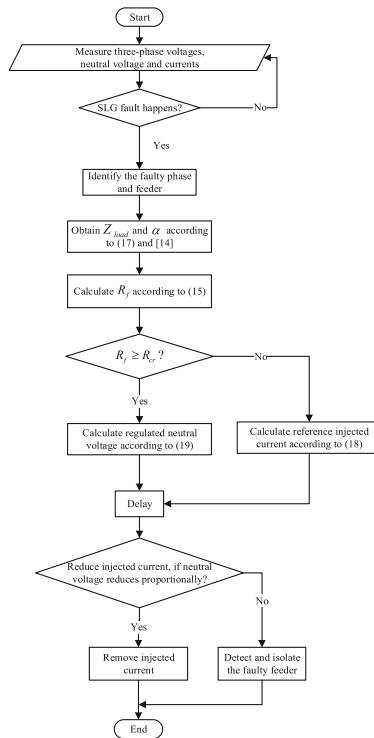 Start
Measure three-phase voltages,
neutral voltage and currents
SLG fault happens?
No
Yes
Identify the faulty phase
and feeder
Obtain Z_load and α according
to (17) and [14]
Calculate R_f according to (15)
R_f ≥ R_cr ?
No
Yes
Calculate regulated neutral
voltage according to (19)
Calculate reference injected
current according to (18)
Delay
Reduce injected current, if neutral
voltage reduces proportionally?
No
Yes
Remove injected
current
Detect and isolate
the faulty feeder
End